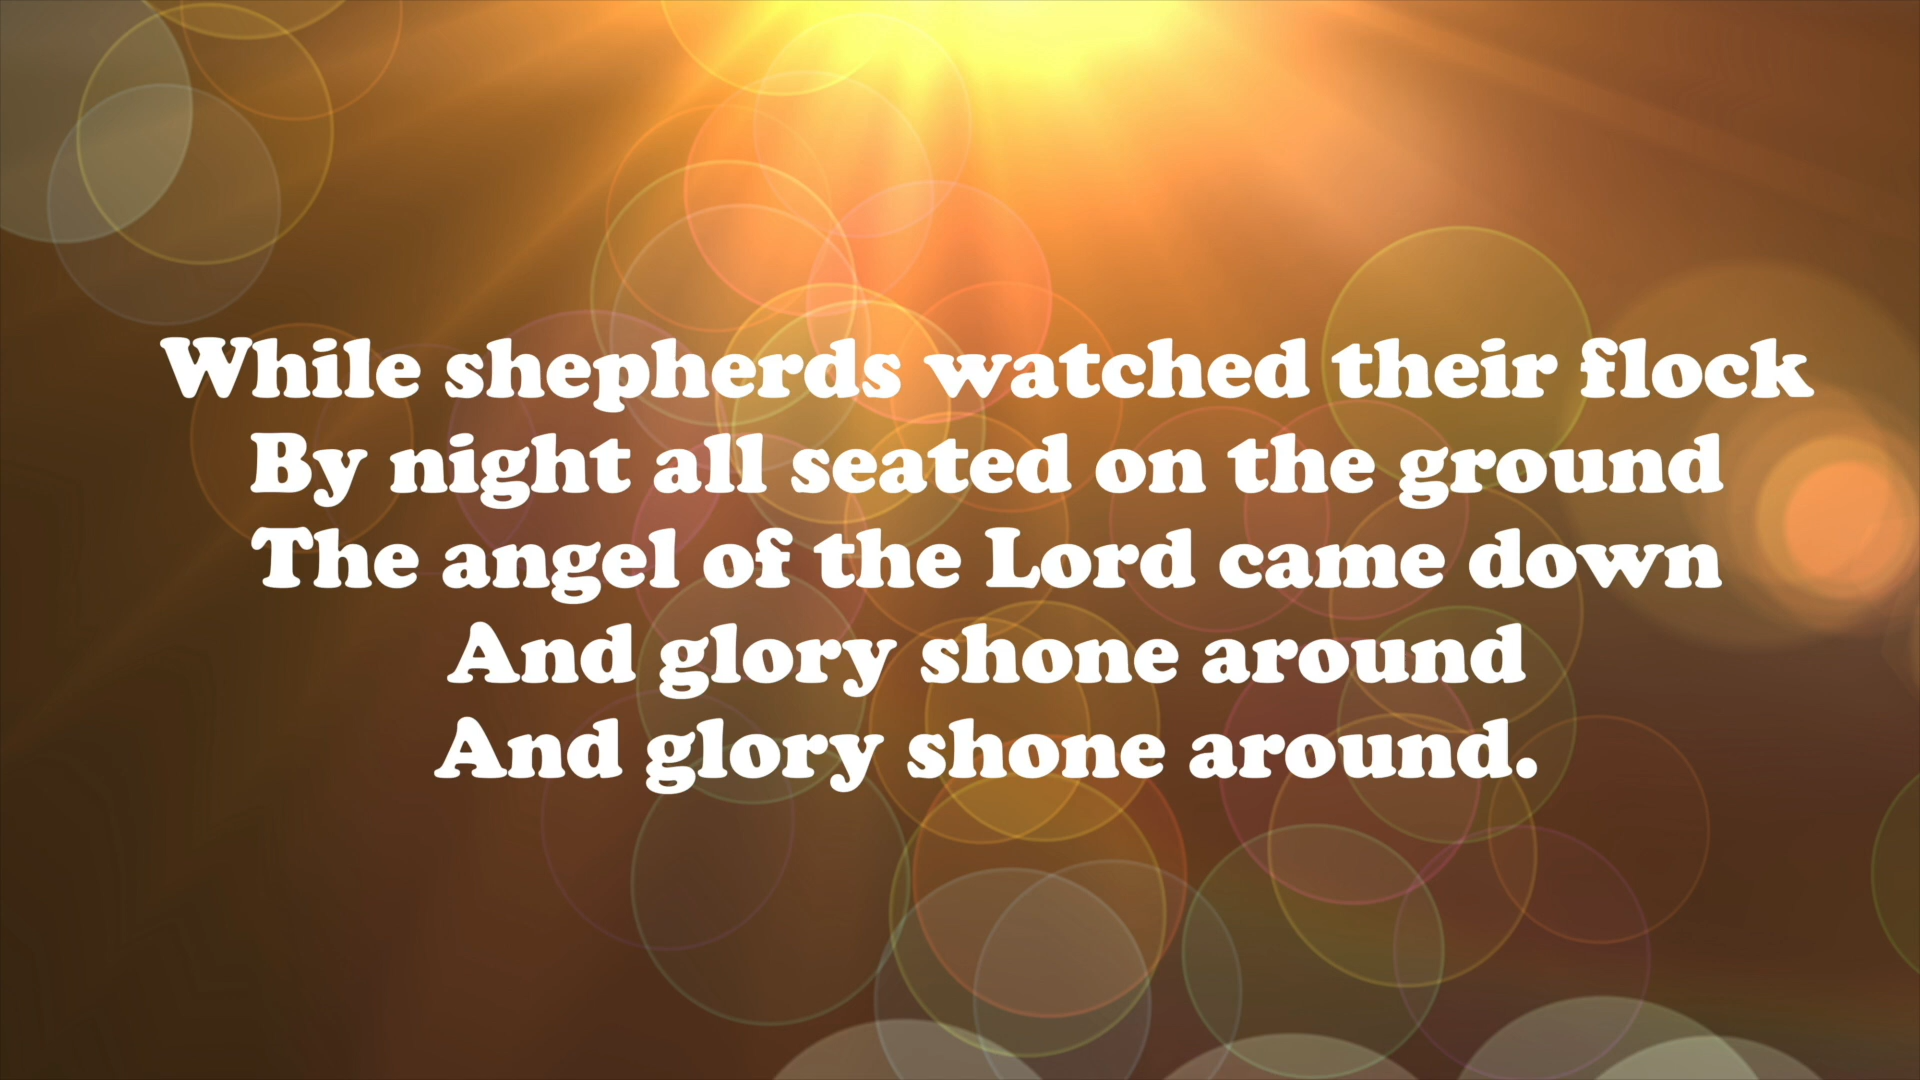 While shepherds watched their flock
By night all seated on the ground
The angel of the Lord came down
And glory shone around
And glory shone around.